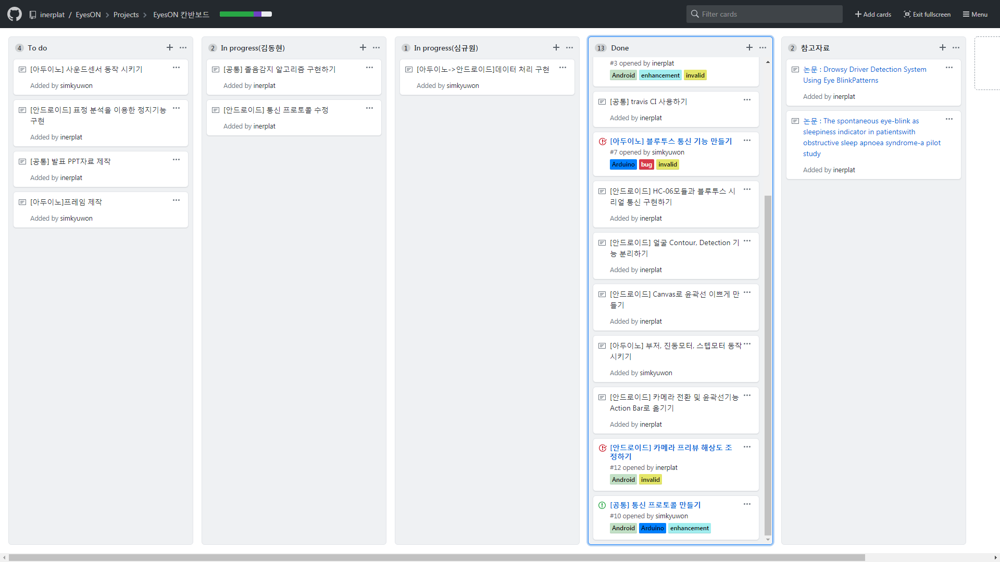 inerplat / EyesON Projects EyesON 칸반보드
Filter cards
Add cards
Exit fullscreen
Menu
4 To do
[아두이노] 사운드센서 동작 시키기
Added by simkyuwon
[안드로이드] 표정 분석을 이용한 정지기능
구현
Added by inerplat
[공통] 발표 PPT자료 제작
Added by inerplat
[아두이노]프레임 제작
Added by simkyuwon
2 In progress(김동현)
[공통] 졸음감지 알고리즘 구현하기
Added by inerplat
[안드로이드] 통신 프로토콜 수정
Added by inerplat
1 In progress(심규원)
[아두이노->안드로이드]데이터 처리 구현
Added by simkyuwon
13 Done
#3 opened by inerplat
Android enhancement invalid
[공통] travis CI 사용하기
Added by inerplat
[아두이노] 블루투스 통신 기능 만들기
#7 opened by simkyuwon
Arduino bug invalid
[안드로이드] HC-06모듈과 블루투스 시
리얼 통신 구현하기
Added by inerplat
[안드로이드] 얼굴 Contour, Detection 기
능 분리하기
Added by inerplat
[안드로이드] Canvas로 윤곽선 이쁘게 만
들기
Added by inerplat
[아두이노] 부저, 진동모터, 스텝모터 동작
시키기
Added by simkyuwon
[안드로이드] 카메라 전환 및 윤곽선기능
Action Bar로 옮기기
Added by inerplat
[안드로이드] 카메라 프리뷰 해상도 조
정하기
#12 opened by inerplat
Android invalid
[공통] 통신 프로토콜 만들기
#10 opened by simkyuwon
Android Arduino enhancement
2 참고자료
논문 : Drowsy Driver Detection System
Using Eye BlinkPatterns
Added by inerplat
논문 : The spontaneous eye-blink as
sleepiness indicator in patientswith
obstructive sleep apnoea syndrome-a pilot
study
Added by inerplat